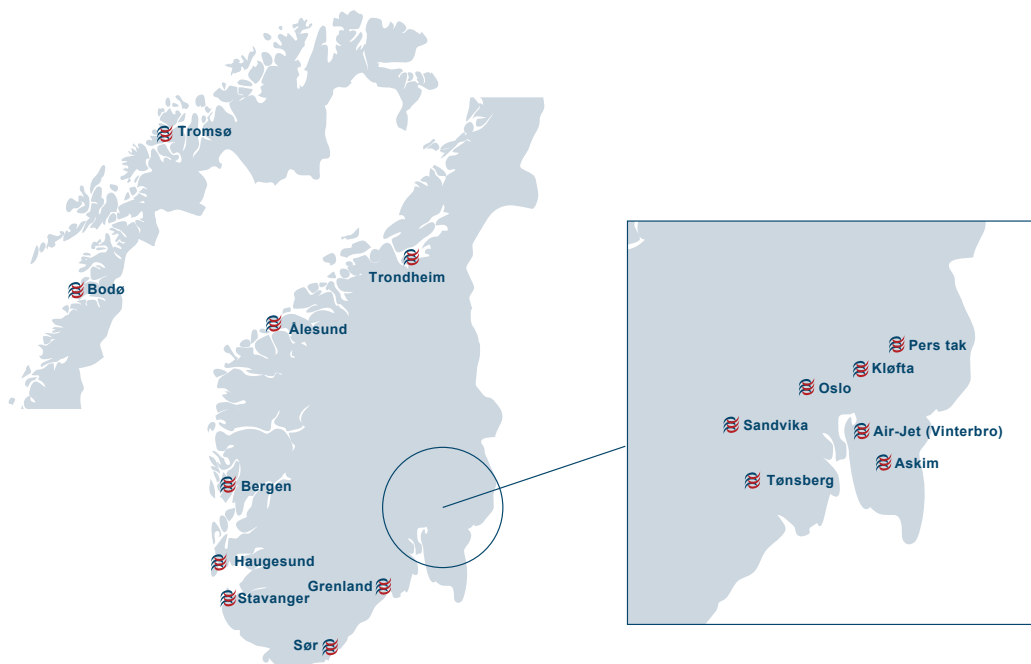 Tromsø
Bodø
Trondheim
Ålesund
Bergen
Haugesund
Stavanger
Grenland
Sør
Pers tak
Kløfta
Oslo
Sandvika
Air-Jet (Vinterbro)
Askim
Tønsberg